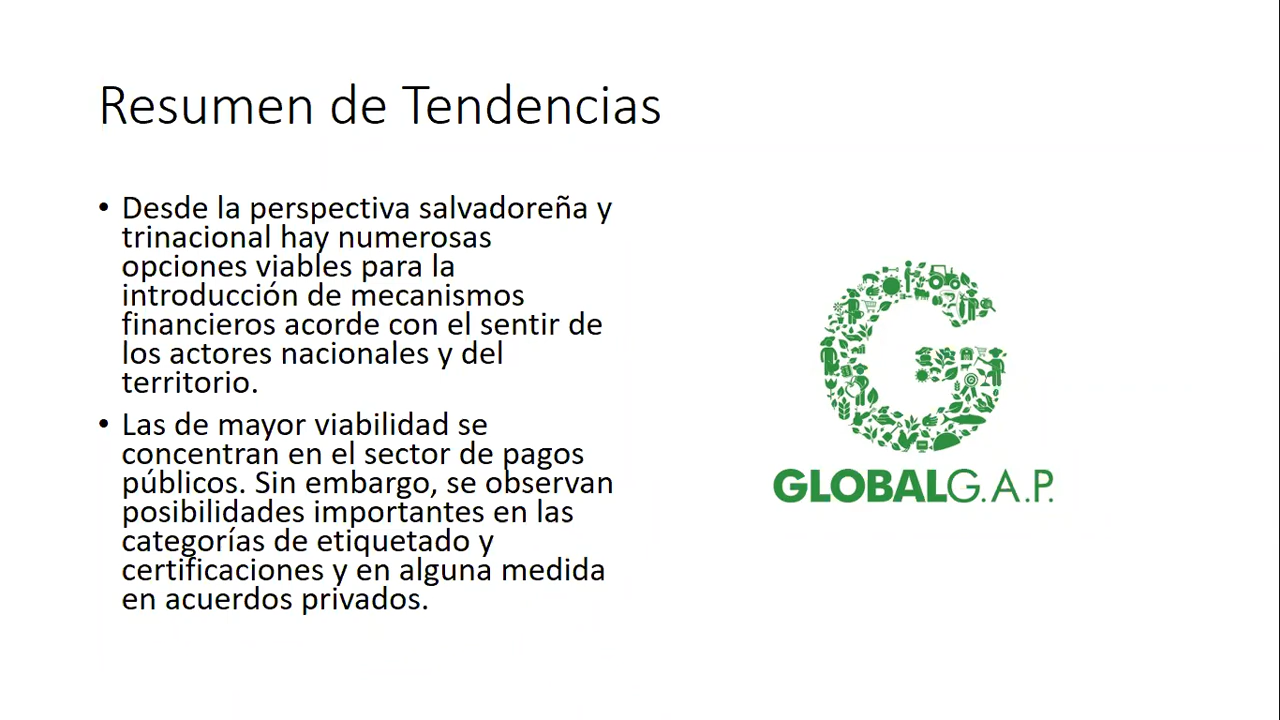 Resumen de Tendencias
• Desde la perspectiva salvadoreña y
trinacional hay numerosas
opciones viables para la
introducción de mecanismos
financieros acorde con el sentir de
los actores nacionales y del
territorio.
• Las de mayor viabilidad se
concentran en el sector de pagos
públicos. Sin embargo, se observan
posibilidades importantes en las
categorías de etiquetado y
certificaciones y en alguna medida
en acuerdos privados.
G
GLOBALG.A.P.